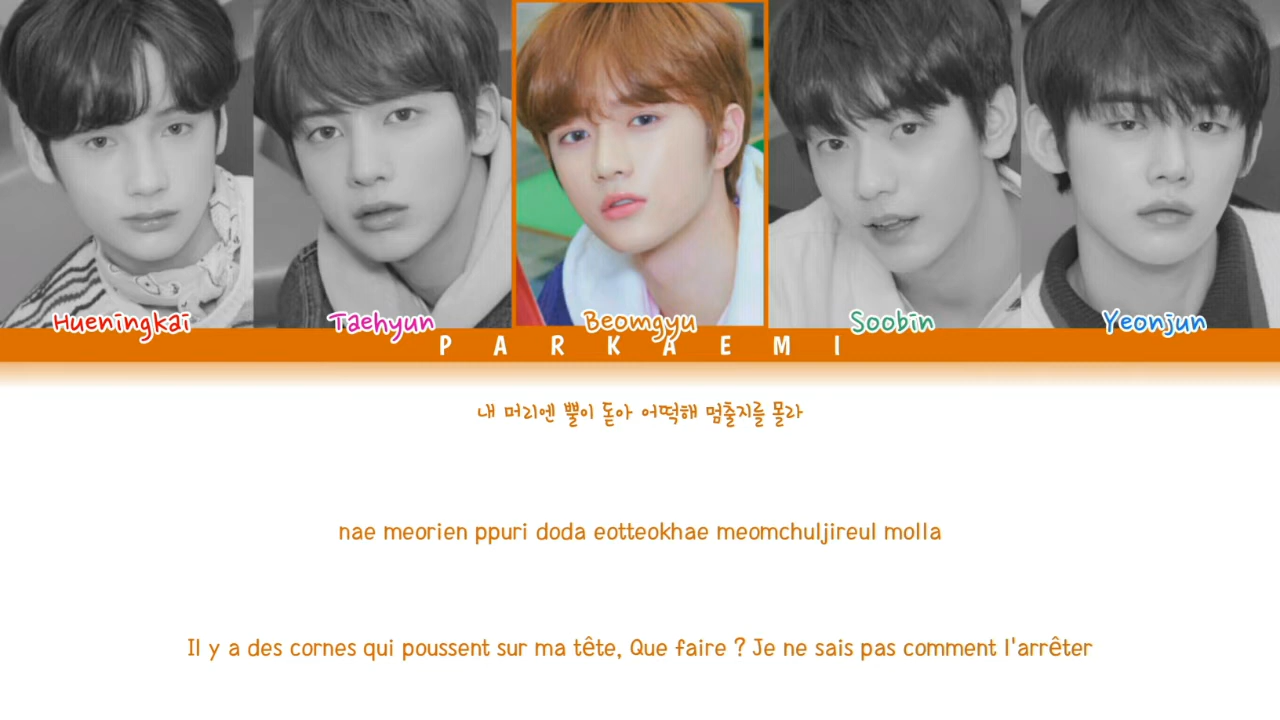 Hueningkai
Taehyun
Beomgyu
Soobin
Yeonjun
PARKAEMI
내 머리엔 뿔이 돋아 어떡해 멈출지를 몰라
nae meorien ppuri doda eotteokhae meomchuljireul molla
Il y a des cornes qui poussent sur ma tête, Que faire ? Je ne sais pas comment l'arrêter